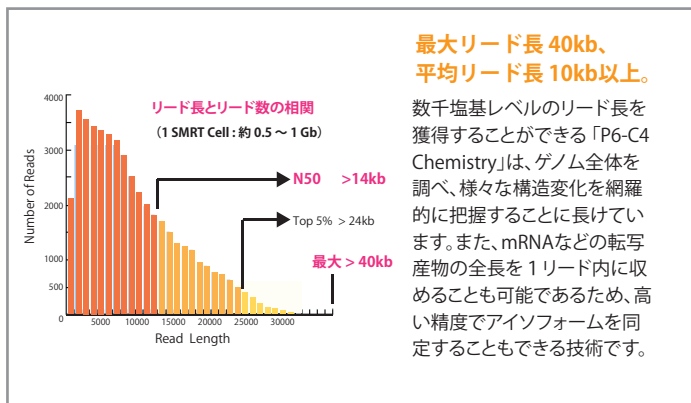 最大リード長 40kb、
平均リード長 10kb以上。
数千塩基レベルのリード長を
獲得することができる「P6-C4
Chemistry」は、ゲノム全体を
調べ、様々な構造変化を網羅
的に把握することに長けてい
ます。また、mRNAなどの転写
産物の全長を 1 リード内に収
めることも可能であるため、高
い精度でアイソフォームを同
定することもできる技術です。
リード長とリード数の相関
(1 SMRT Cell : 約 0.5 ～ 1 Gb)
N50 >14kb
Top 5% > 24kb
最大 > 40kb
Number of Reads
4000
3000
2000
1000
500
0
5000 10000 15000 20000 25000 30000
Read Length